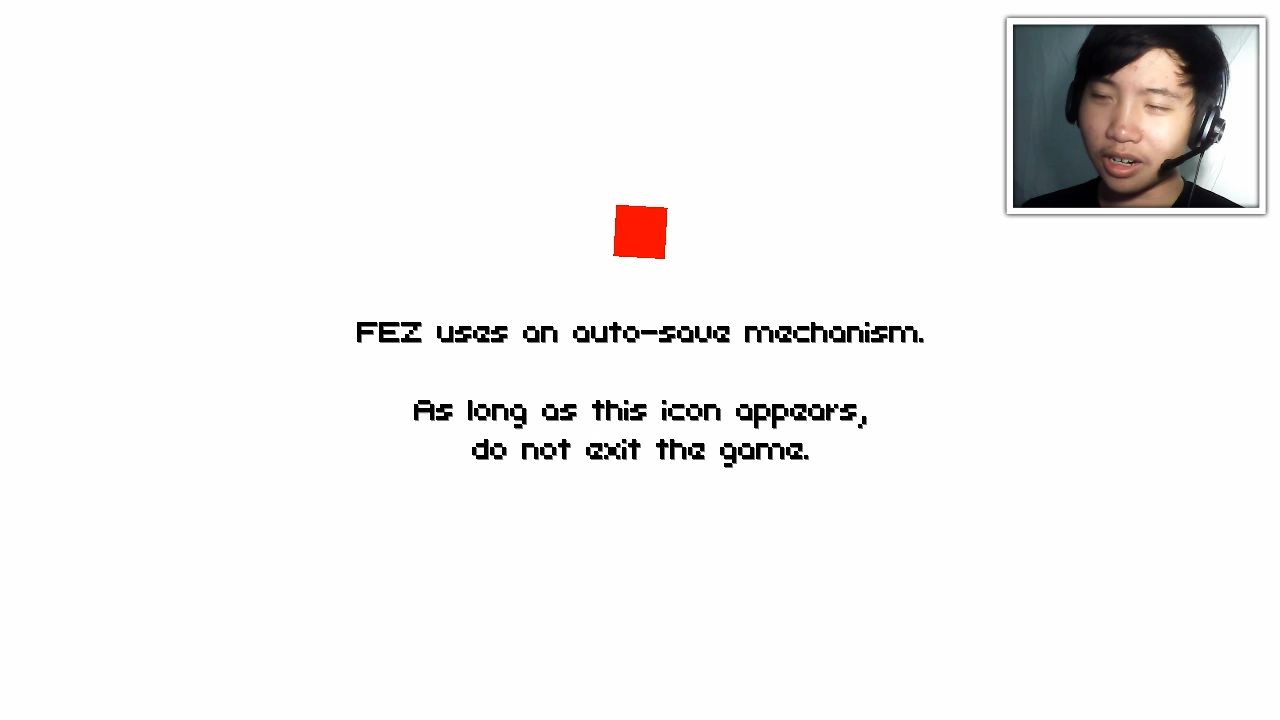 FEZ uses an auto-save mechanism.
As long as this icon appears,
do not exit the game.